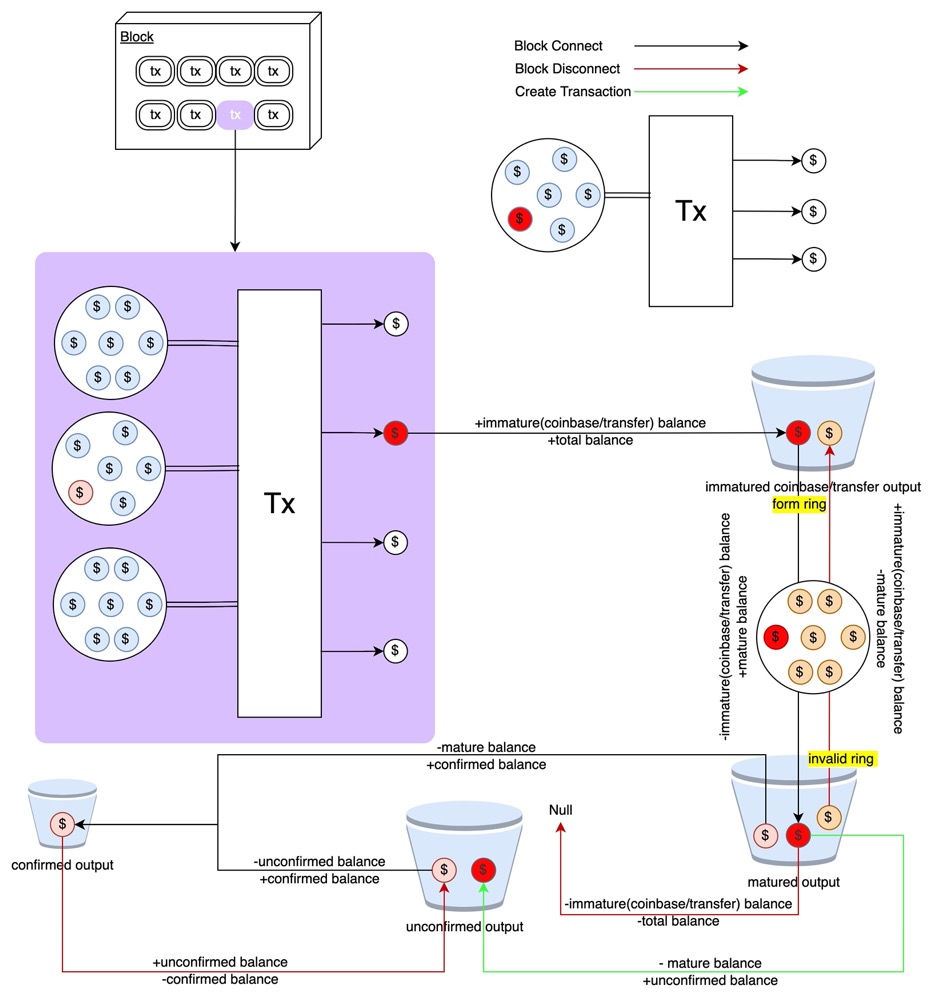 Block
tx tx tx tx
tx tx tx tx
Block Connect
Block Disconnect
Create Transaction
$ $ $ $ $ $
Tx
$
$
$
$ $
$ $ $
$ $
$ $
$ $
$ $
$ $
$ $ $
$ $
Tx
$
$
$
$
+immature(coinbase/transfer) balance
+total balance
$ $
immatured coinbase/transfer output
form ring
-immature(coinbase/transfer) balance
+mature balance
$ $
$ $ $
$ $
+immature(coinbase/transfer) balance
-mature balance
invalid ring
$ $ $
matured output
-mature balance
+confirmed balance
$
confirmed output
-unconfirmed balance
+confirmed balance
$ $
unconfirmed output
Null
-immature(coinbase/transfer) balance
-total balance
+unconfirmed balance
-confirmed balance
- mature balance
+unconfirmed balance